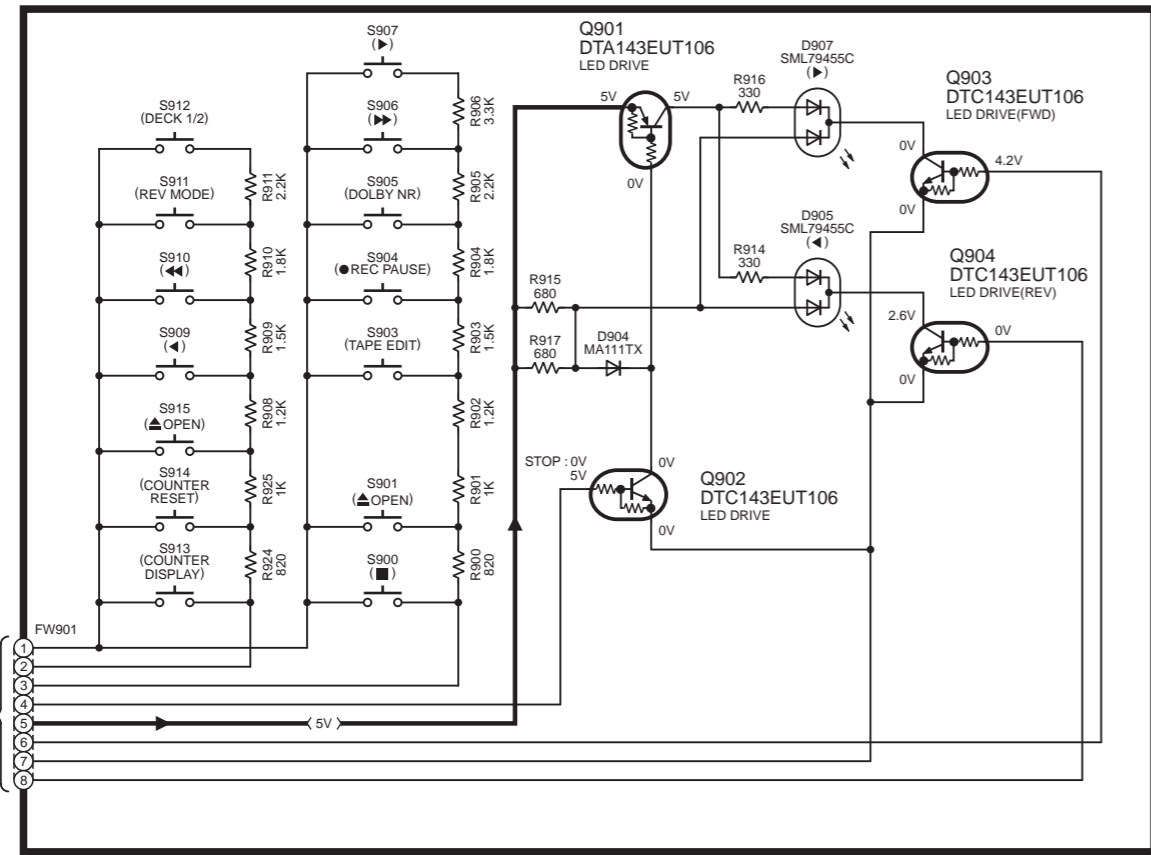 S907
(▶)
S912
(DECK 1/2)
S906
(▶▶)
R906
3.3K
S911
(REV MODE)
R911
2.2K
S905
(DOLBY NR)
R905
2.2K
S910
(◀◀)
R910
1.8K
S904
(●REC PAUSE)
R904
1.8K
S909
(◀)
R909
1.5K
S903
(TAPE EDIT)
R903
1.5K
S915
(⏏OPEN)
R908
1.2K
R902
1.2K
S914
(COUNTER
RESET)
R925
1K
S901
(⏏OPEN)
R901
1K
S913
(COUNTER
DISPLAY)
R924
820
S900
(■)
R900
820
Q901
DTA143EUT106
LED DRIVE
5V
5V
0V
R916
330
D907
SML79455C
(▶)
Q903
DTC143EUT106
LED DRIVE(FWD)
0V
4.2V
0V
R914
330
D905
SML79455C
(◀)
Q904
DTC143EUT106
LED DRIVE(REV)
2.6V
0V
0V
R915
680
R917
680
D904
MA111TX
STOP : 0V
5V
0V
0V
Q902
DTC143EUT106
LED DRIVE
FW901
1
2
3
4
5
5V
6
7
8